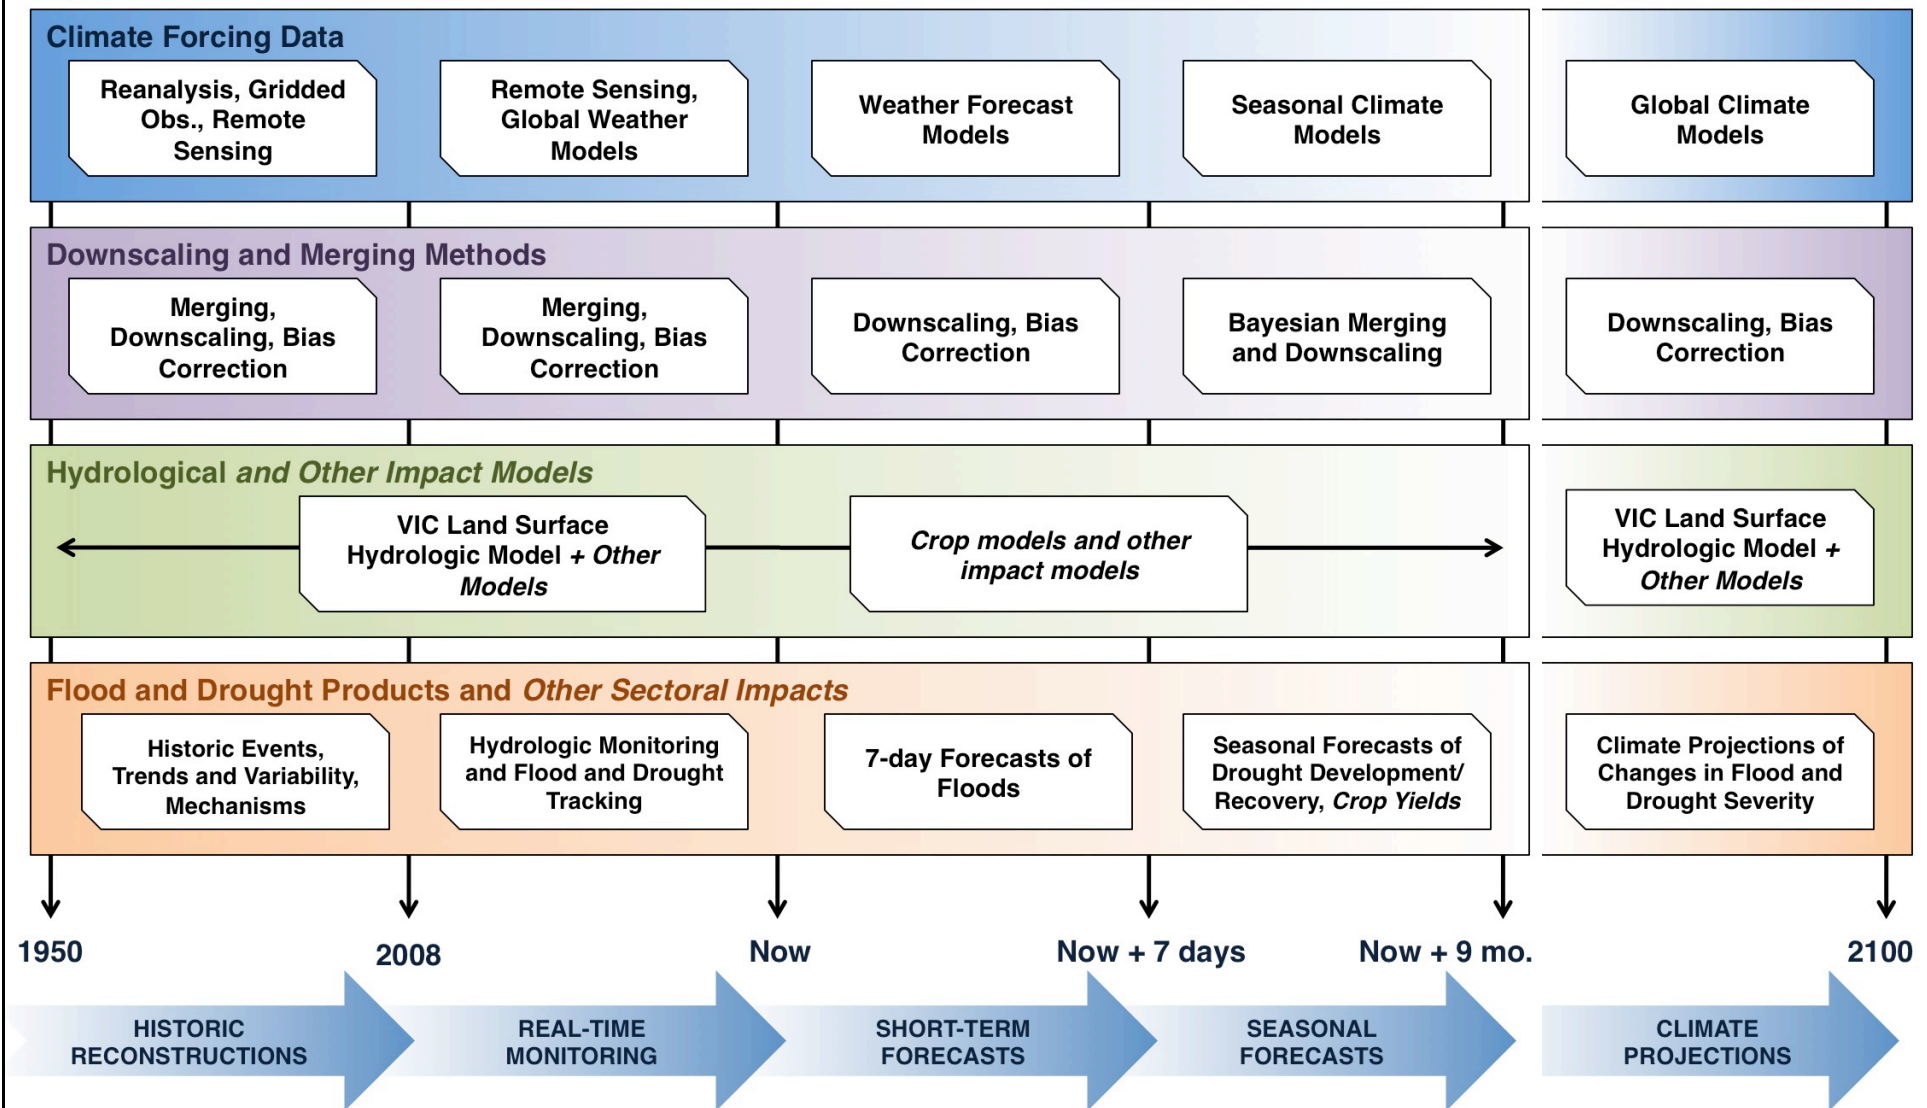 Climate Forcing Data
Reanalysis, Gridded
Obs., Remote
Sensing
Remote Sensing,
Global Weather
Models
Weather Forecast
Models
Seasonal Climate
Models
Global Climate
Models
Downscaling and Merging Methods
Merging,
Downscaling, Bias
Correction
Merging,
Downscaling, Bias
Correction
Downscaling, Bias
Correction
Bayesian Merging
and Downscaling
Downscaling, Bias
Correction
Hydrological and Other Impact Models
VIC Land Surface
Hydrologic Model + Other
Models
Crop models and other
impact models
VIC Land Surface
Hydrologic Model +
Other Models
Flood and Drought Products and Other Sectoral Impacts
Historic Events,
Trends and Variability,
Mechanisms
Hydrologic Monitoring
and Flood and Drought
Tracking
7-day Forecasts of
Floods
Seasonal Forecasts of
Drought Development/
Recovery, Crop Yields
Climate Projections of
Changes in Flood and
Drought Severity
1950
2008
Now
Now + 7 days
Now + 9 mo.
2100
HISTORIC
RECONSTRUCTIONS
REAL-TIME
MONITORING
SHORT-TERM
FORECASTS
SEASONAL
FORECASTS
CLIMATE
PROJECTIONS